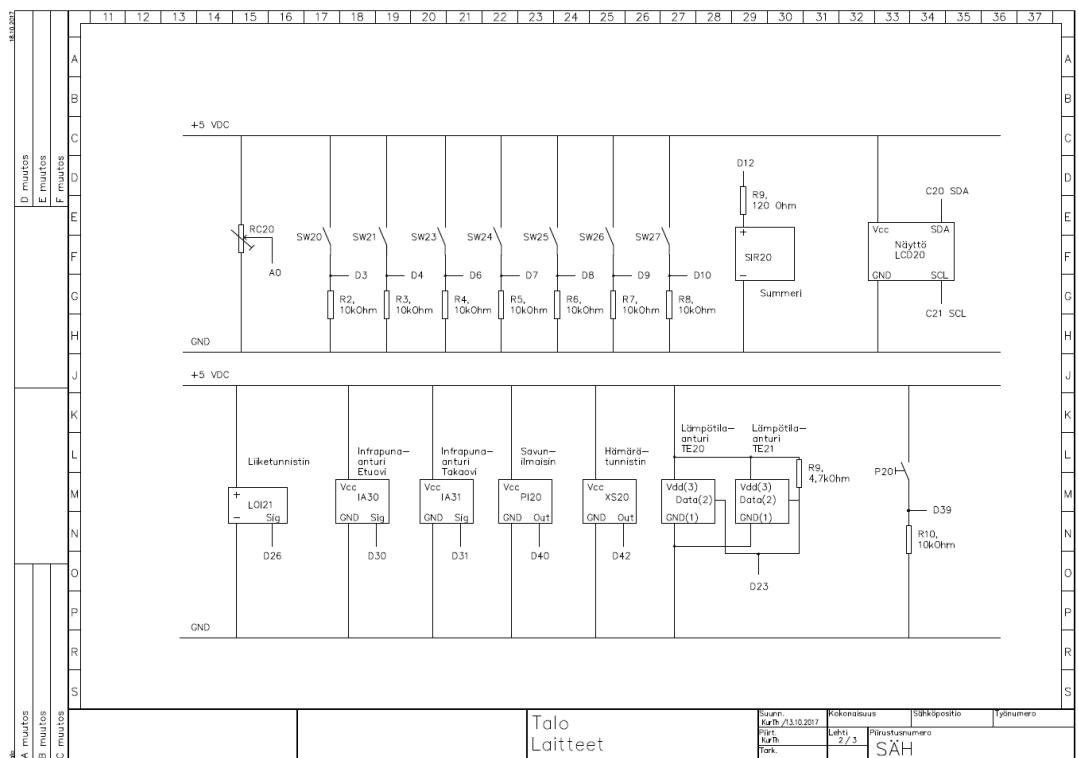 11 12 13 14 15 16 17 18 19 20 21 22 23 24 25 26 27 28 29 30 31 32 33 34 35 36 37
18.10.2017
A A
B B
C C
D D
E E
F F
G G
H H
J J
K K
L L
M M
N N
O O
P P
R R
S S
D muutos
E muutos
F muutos
A muutos
B muutos
C muutos
+5 VDC
RC20
A0
SW20
SW21
SW23
SW24
SW25
SW26
SW27
D3
D4
D6
D7
D8
D9
D10
R2,
10kOhm
R3,
10kOhm
R4,
10kOhm
R5,
10kOhm
R6,
10kOhm
R7,
10kOhm
R8,
10kOhm
D12
R9,
120 Ohm
+
SIR20
−
Summeri
C20 SDA
Vcc SDA
Näyttö
LCD20
GND SCL
C21 SCL
GND
+5 VDC
Liiketunnistin
+
LOI21
− Sig
D26
Infrapuna−
anturi
Etuovi
Vcc
IA30
GND Sig
D30
Infrapuna−
anturi
Takaovi
Vcc
IA31
GND Sig
D31
Savun−
ilmaisin
Vcc
PI20
GND Out
D40
Hämärä−
tunnistin
Vcc
XS20
GND Out
D42
Lämpötila−
anturi
TE20
Vdd(3)
Data(2)
GND(1)
Lämpötila−
anturi
TE21
Vdd(3)
Data(2)
GND(1)
R9,
4,7kOhm
D23
P20
D39
R10,
10kOhm
GND
Talo
Laitteet
Suunn.
KurTh /13.10.2017
Piirt.
KurTh
Tark.
Kokonaisuus
Sähköpositio
Työnumero
Lehti
2 / 3
Piirustusnumero
SÄH